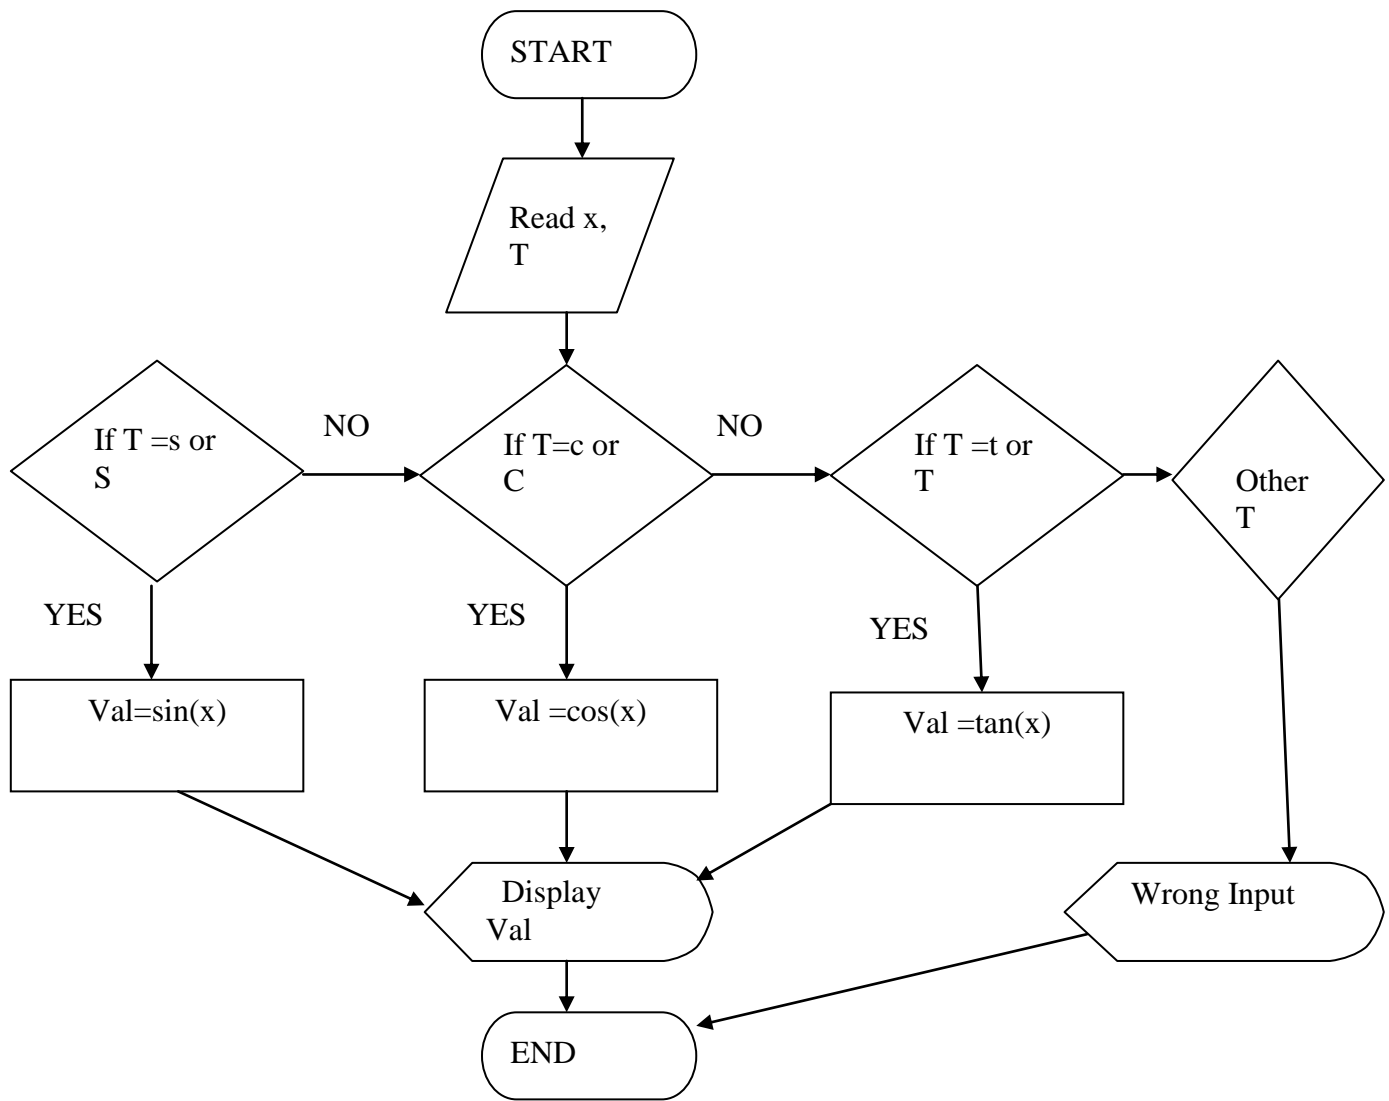 START
Read x,
T
If T =s or
S
NO
If T=c or
C
NO
If T =t or
T
Other
T
YES
YES
YES
Val=sin(x)
Val =cos(x)
Val =tan(x)
Display
Val
Wrong Input
END